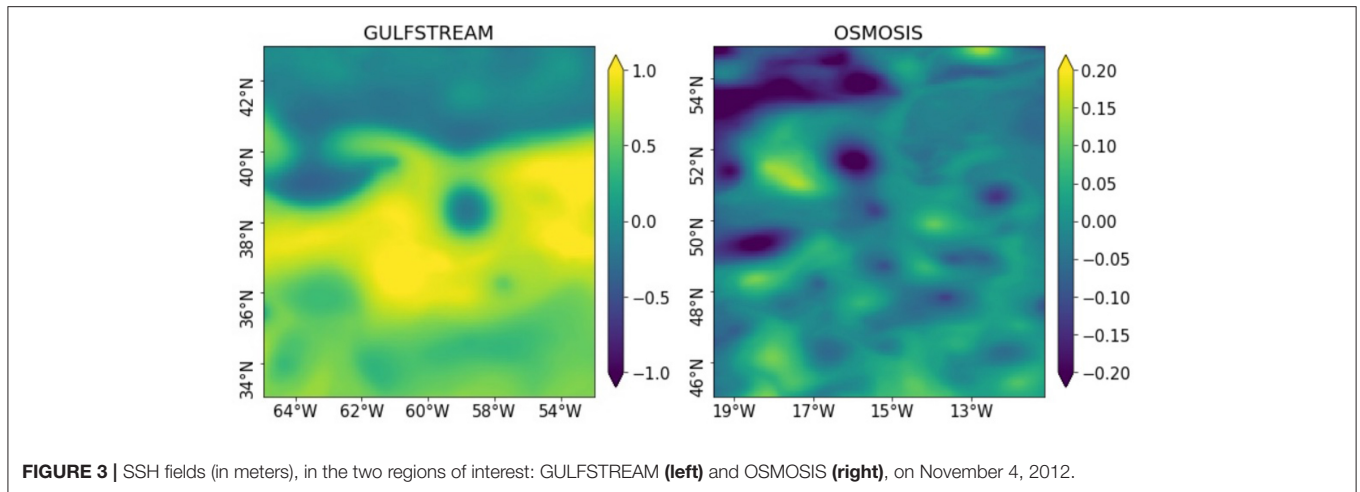 GULFSTREAM
42°N
40°N
38°N
36°N
34°N
64°W 62°W 60°W 58°W 54°W
1.0
0.5
0.0
−0.5
−1.0
OSMOSIS
54°N
52°N
50°N
48°N
46°N
19°W 17°W 15°W 13°W
0.20
0.15
0.10
0.05
0.00
−0.05
−0.10
−0.15
−0.20
FIGURE 3 | SSH fields (in meters), in the two regions of interest: GULFSTREAM (left) and OSMOSIS (right), on November 4, 2012.